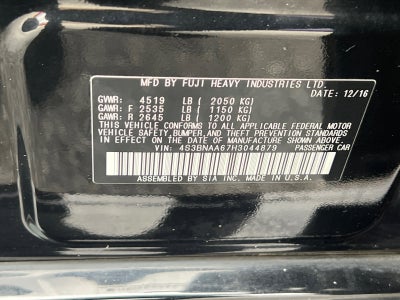 MFD BY FUJI HEAVY INDUSTRIES LTD.
DATE: 12/16
GVWR: 4519 LB ( 2050 KG)
GAWR: F 2535 LB ( 1150 KG)
GAWR: R 2645 LB ( 1200 KG)
THIS VEHICLE CONFORMS TO ALL APPLICABLE FEDERAL MOTOR
VEHICLE SAFETY, BUMPER, AND THEFT PREVENTION STANDARDS
IN EFFECT ON THE DATE OF MANUFACTURE SHOWN ABOVE.
VIN: 4S3BNAA67H3044879 PASSENGER CAR
ASSEMBLED BY SIA INC. MADE IN U.S.A.